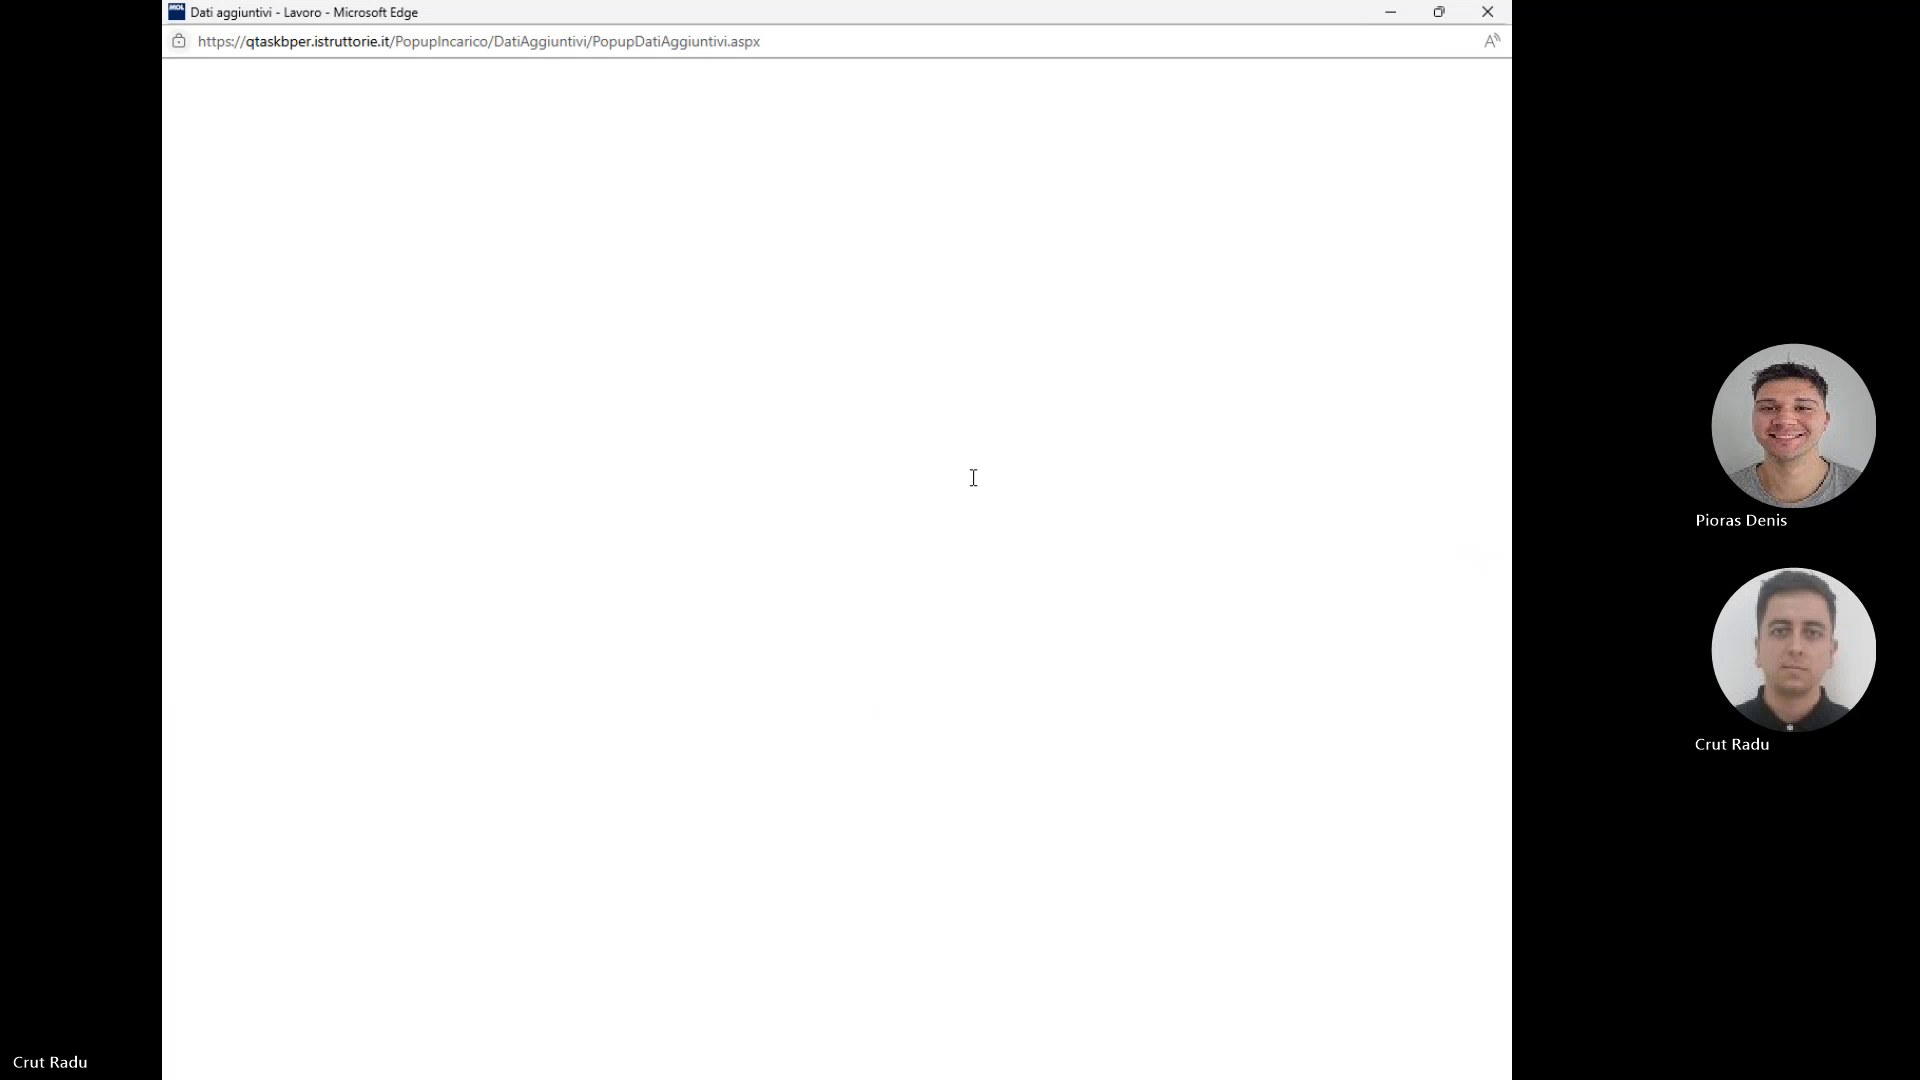 MOL
Dati aggiuntivi - Lavoro - Microsoft Edge
https://qtaskbper.istruttorie.it/PopupIncarico/DatiAggiuntivi/PopupDatiAggiuntivi.aspx
Pioras Denis
Crut Radu
Crut Radu